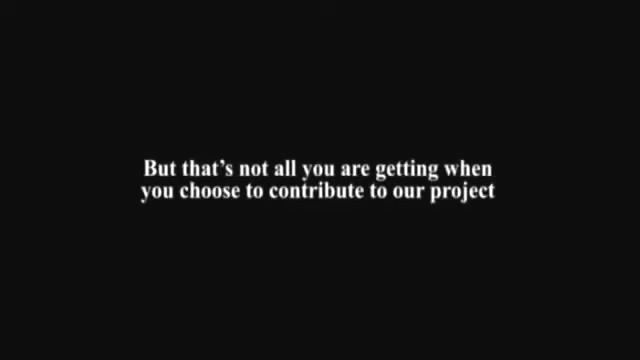 But that’s not all you are getting when
you choose to contribute to our project